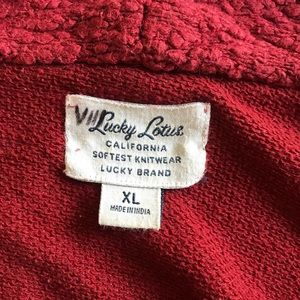 Lucky Lotus
CALIFORNIA
SOFTEST KNITWEAR
LUCKY BRAND
XL
MADE IN INDIA